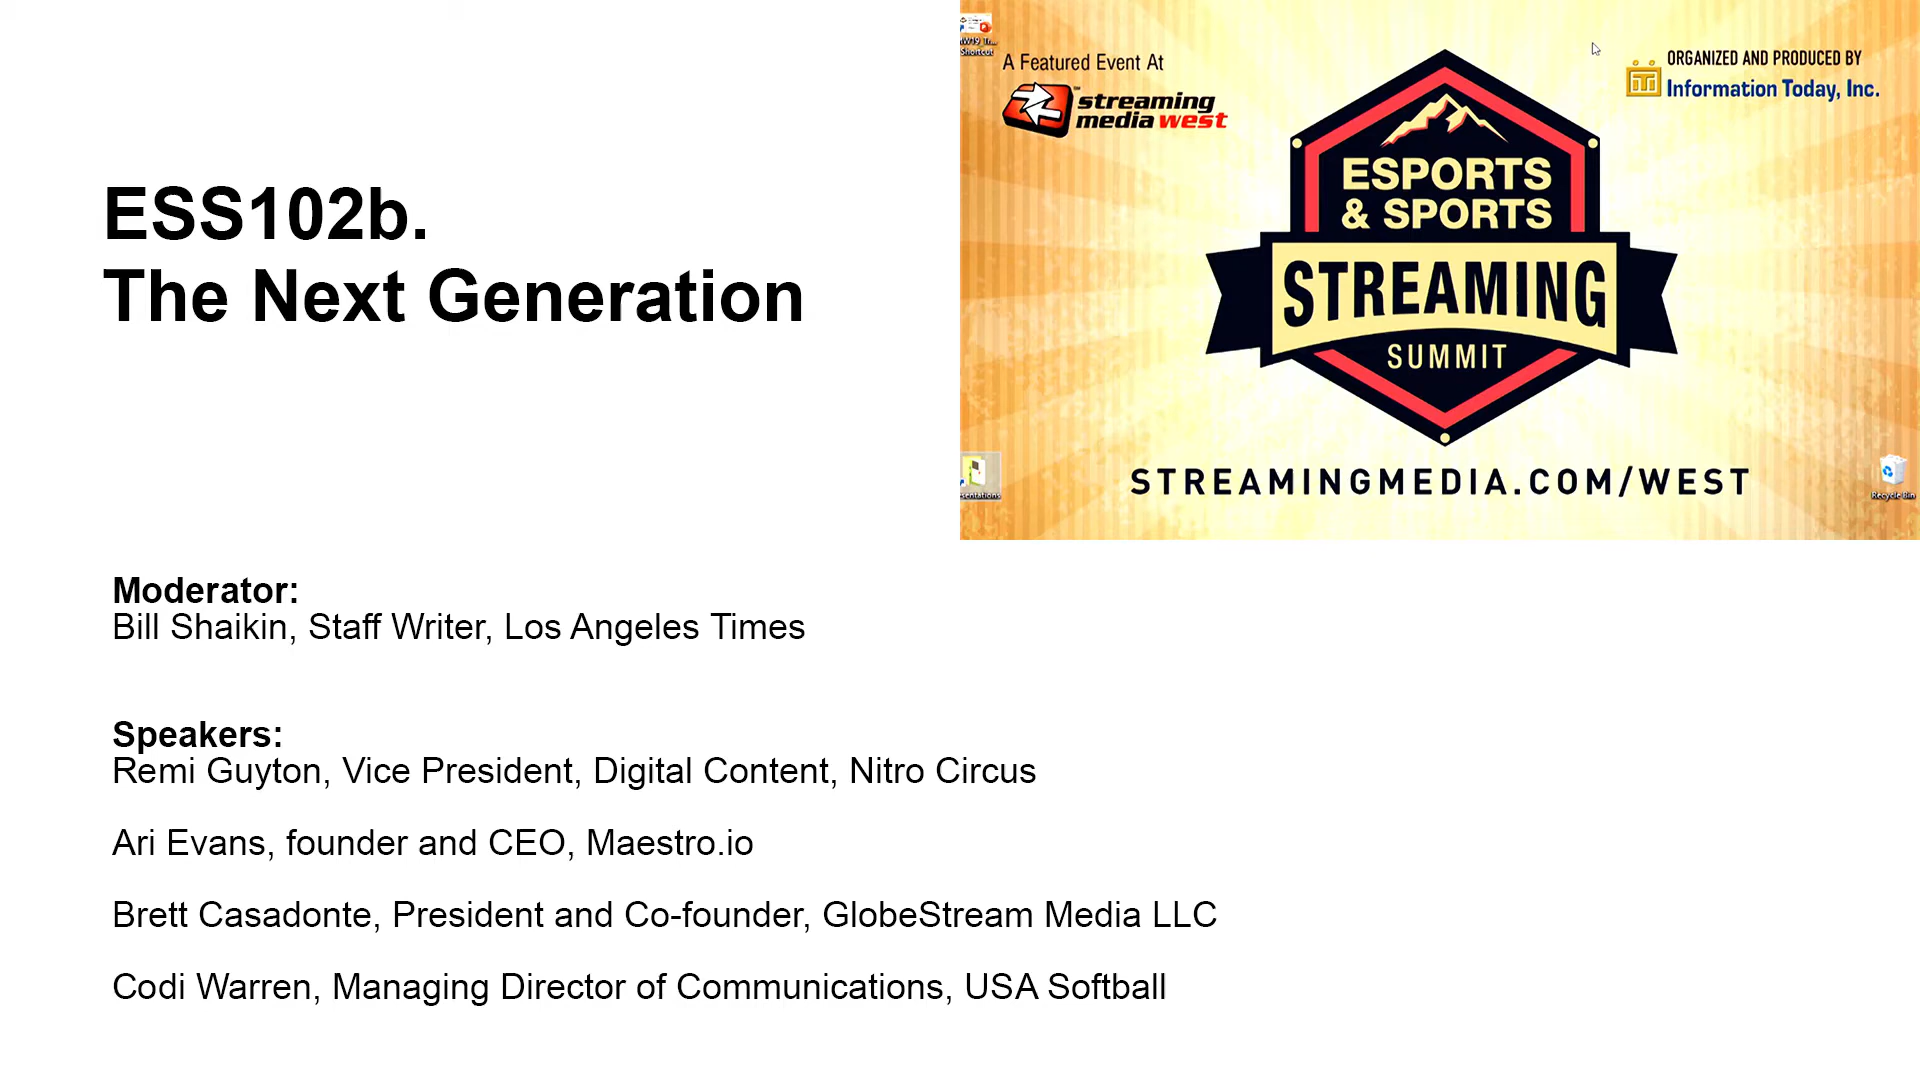 ESS102b.
The Next Generation
A Featured Event At
streaming
media west
ORGANIZED AND PRODUCED BY
Information Today, Inc.
ESPORTS
& SPORTS
STREAMING
SUMMIT
STREAMINGMEDIA.COM/WEST
Shortcut
Recycle Bin
Moderator:
Bill Shaikin, Staff Writer, Los Angeles Times
Speakers:
Remi Guyton, Vice President, Digital Content, Nitro Circus
Ari Evans, founder and CEO, Maestro.io
Brett Casadonte, President and Co-founder, GlobeStream Media LLC
Codi Warren, Managing Director of Communications, USA Softball